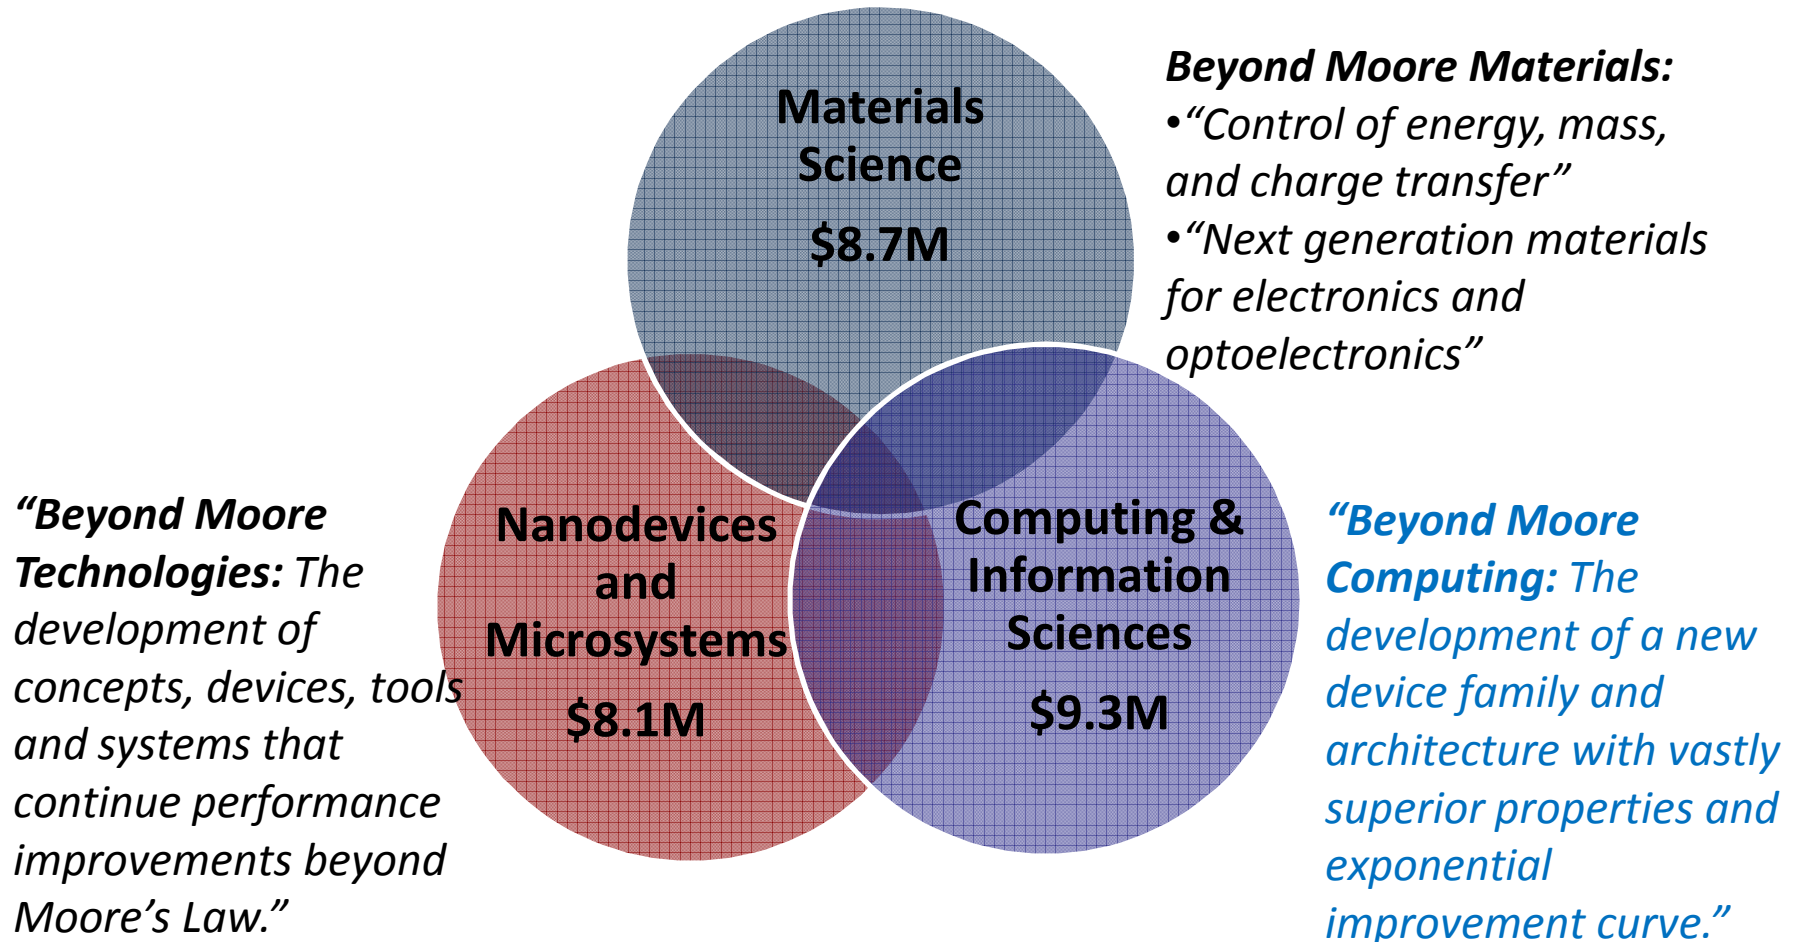 Materials
Science
$8.7M
Beyond Moore Materials:
•“Control of energy, mass,
and charge transfer”
•“Next generation materials
for electronics and
optoelectronics”
“Beyond Moore
Technologies: The
development of
concepts, devices, tools
and systems that
continue performance
improvements beyond
Moore’s Law.”
Nanodevices
and
Microsystems
$8.1M
Computing &
Information
Sciences
$9.3M
“Beyond Moore
Computing: The
development of a new
device family and
architecture with vastly
superior properties and
exponential
improvement curve.”